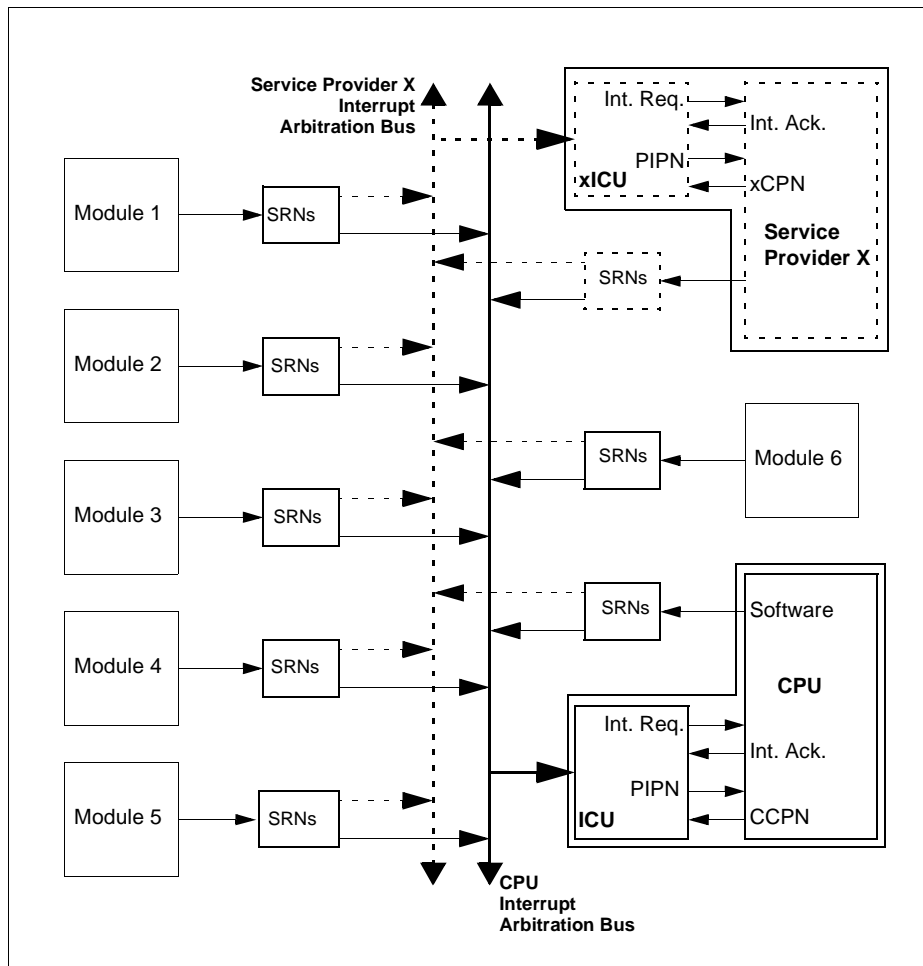 Service Provider X
Interrupt
Arbitration Bus
Int. Req.
Int. Ack.
PIPN
xICU
xCPN
Service
Provider X
SRNs
Module 1
SRNs
Module 2
SRNs
Module 3
SRNs
Module 4
SRNs
Module 5
SRNs
SRNs
Module 6
SRNs
Software
CPU
Int. Req.
Int. Ack.
PIPN
ICU
CCPN
CPU
Interrupt
Arbitration Bus